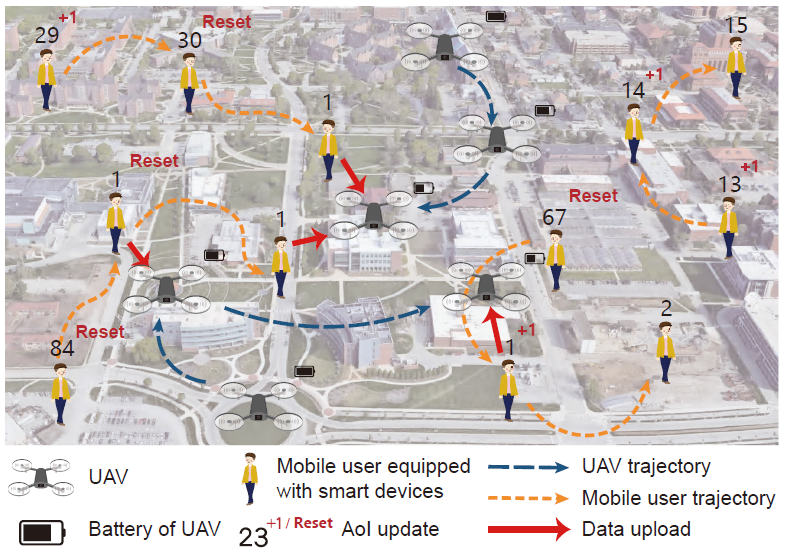 29 +1
Reset
30
15
1
14 +1
Reset
1
13 +1
Reset
67
1
2
Reset
84
+1
1
UAV
Mobile user equipped
with smart devices
UAV trajectory
Mobile user trajectory
Battery of UAV
23 +1 / Reset
AoI update
Data upload